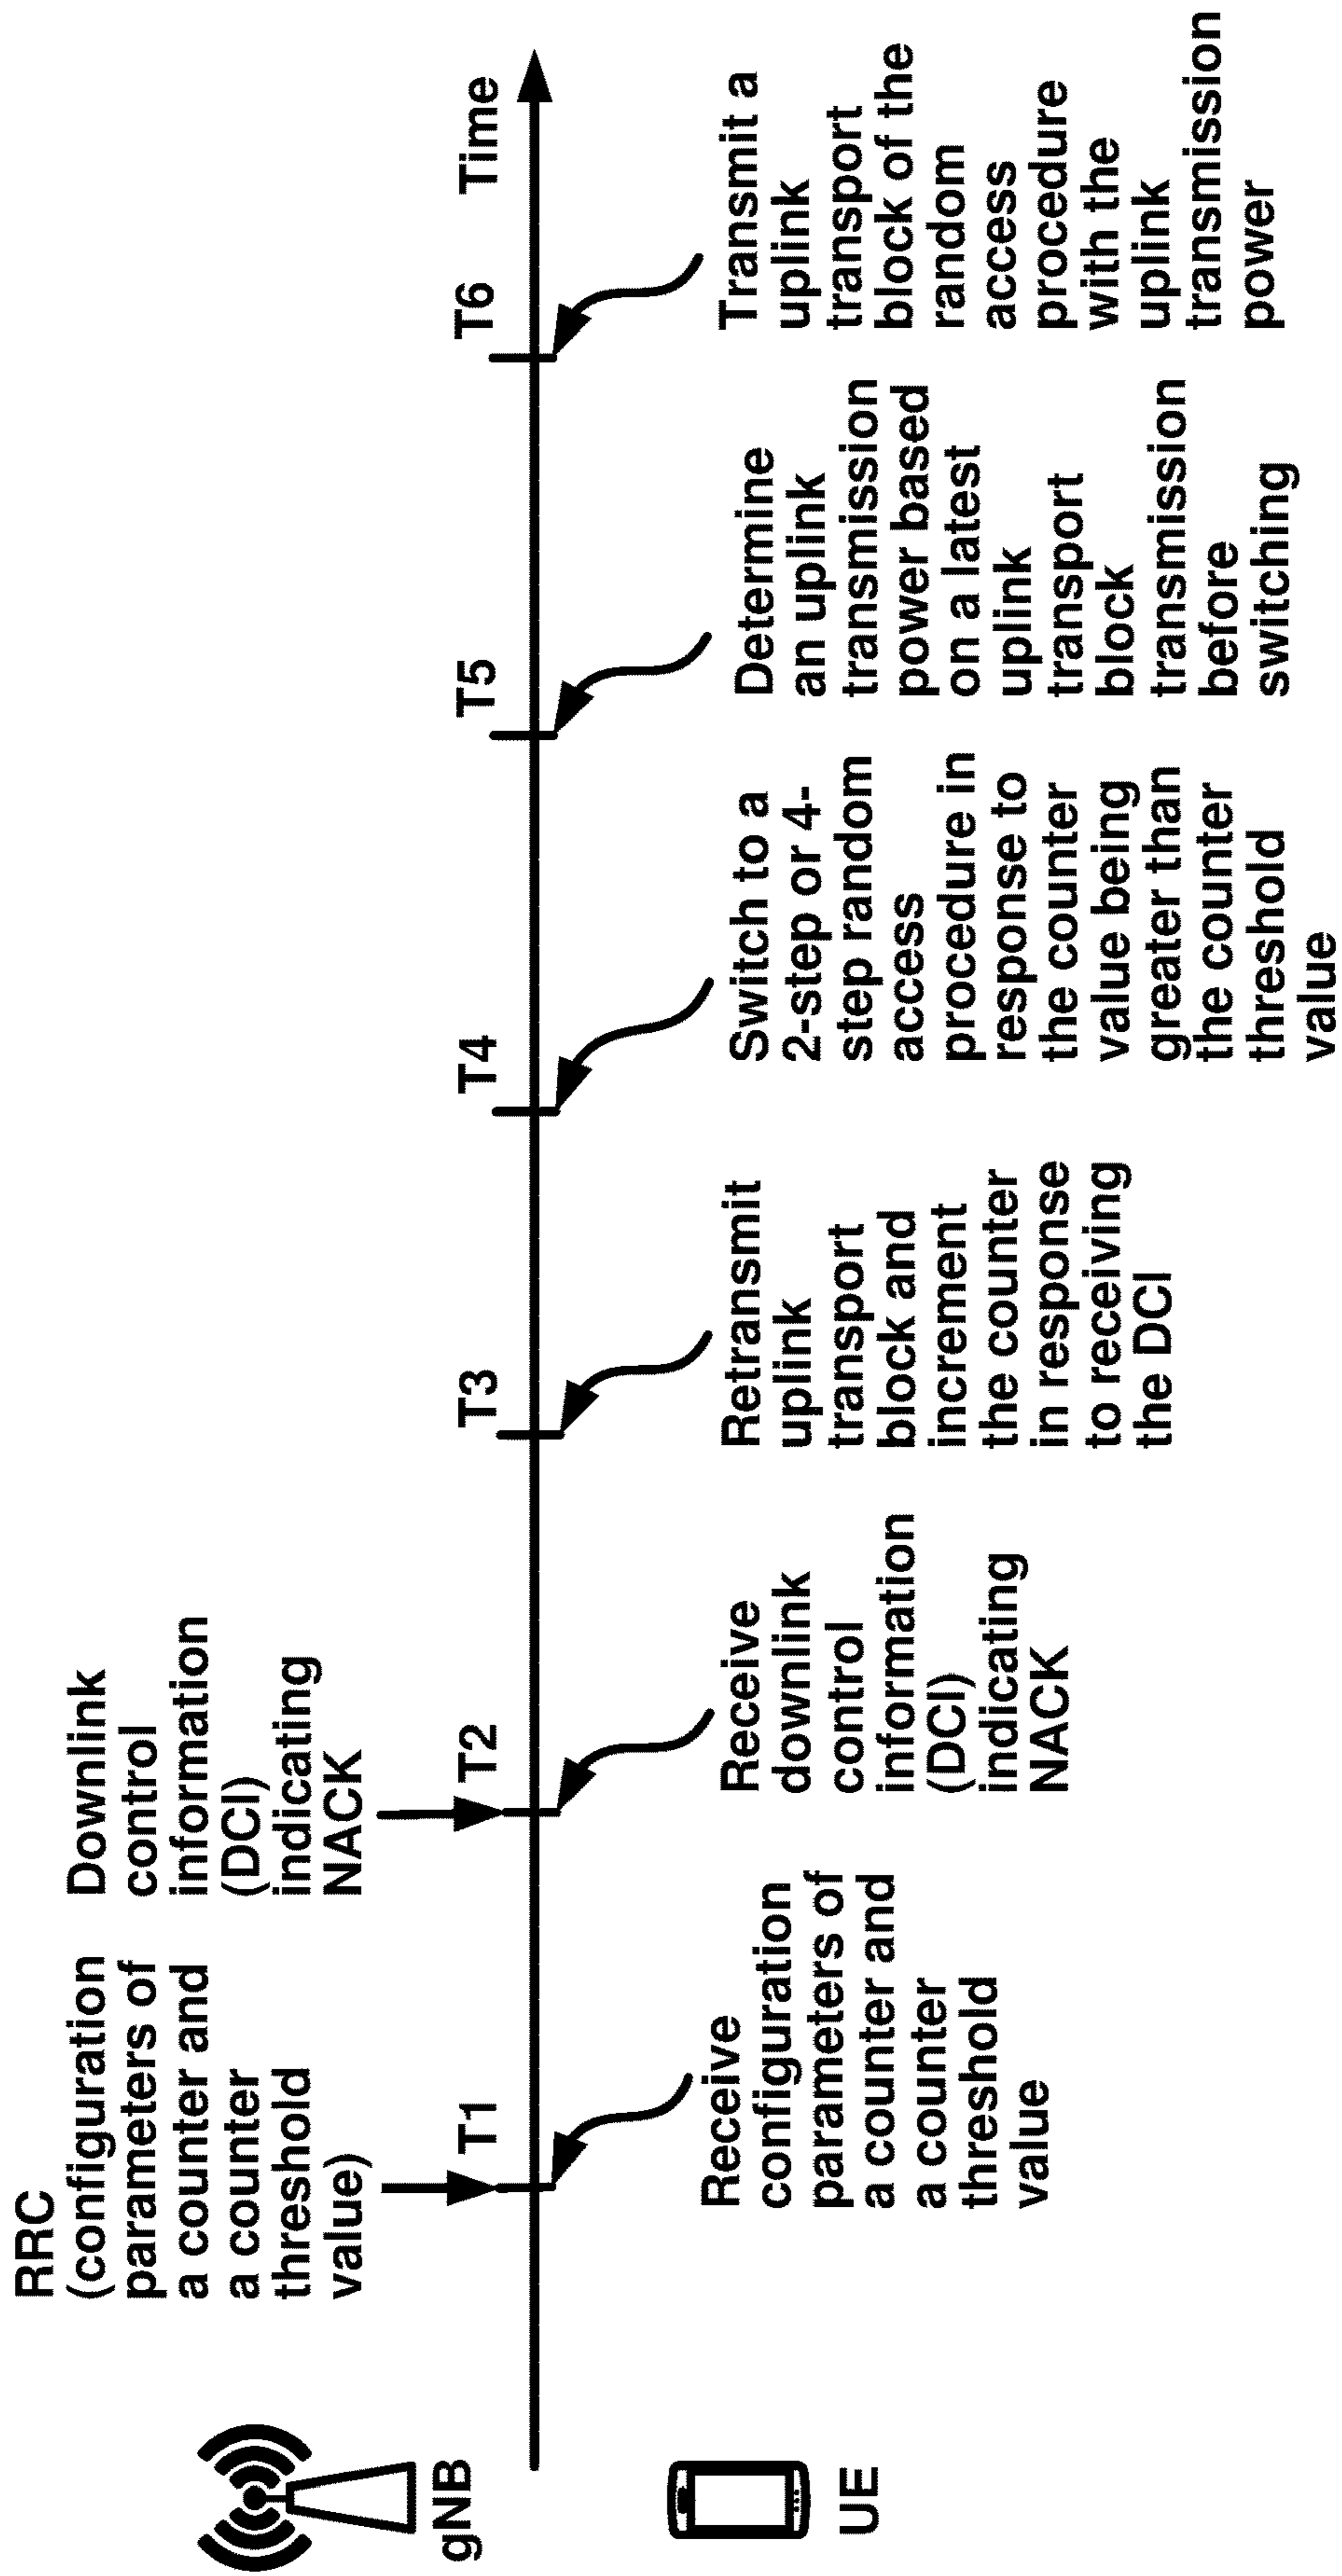 RRC
(configuration
parameters of
a counter and
a counter
threshold
value)
Downlink
control
information
(DCI)
indicating
NACK
gNB
T1
T2
T3
T4
T5
T6
Time
UE
Receive
configuration
parameters of
a counter and
a counter
threshold
value
Receive
downlink
control
information
(DCI)
indicating
NACK
Retransmit
uplink
transport
block and
increment
the counter
in response
to receiving
the DCI
Switch to a
2-step or 4-
step random
access
procedure in
response to
the counter
value being
greater than
the counter
threshold
value
Determine
an uplink
transmission
power based
on a latest
uplink
transport
block
transmission
before
switching
Transmit a
uplink
transport
block of the
random
access
procedure
with the
uplink
transmission
power